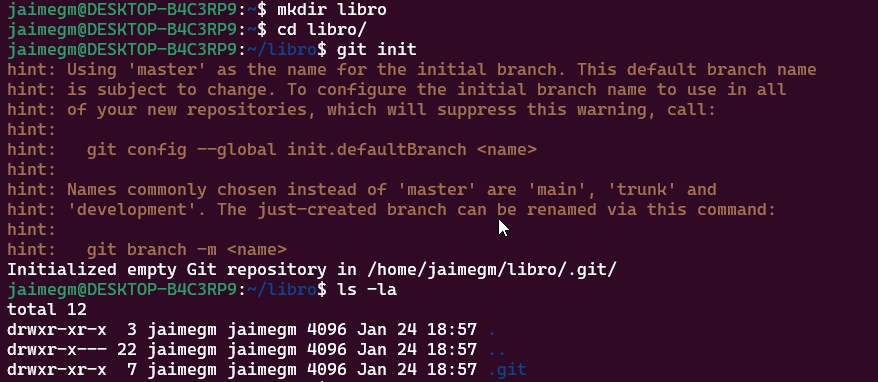 jaimegm@DESKTOP-B4C3RP9:~$ mkdir libro
jaimegm@DESKTOP-B4C3RP9:~$ cd libro/
jaimegm@DESKTOP-B4C3RP9:~/libro$ git init
hint: Using 'master' as the name for the initial branch. This default branch name
hint: is subject to change. To configure the initial branch name to use in all
hint: of your new repositories, which will suppress this warning, call:
hint:
hint:   git config --global init.defaultBranch <name>
hint:
hint: Names commonly chosen instead of 'master' are 'main', 'trunk' and
hint: 'development'. The just-created branch can be renamed via this command:
hint:
hint:   git branch -m <name>
Initialized empty Git repository in /home/jaimegm/libro/.git/
jaimegm@DESKTOP-B4C3RP9:~/libro$ ls -la
total 12
drwxr-xr-x  3 jaimegm jaimegm 4096 Jan 24 18:57 .
drwxr-x--- 22 jaimegm jaimegm 4096 Jan 24 18:57 ..
drwxr-xr-x  7 jaimegm jaimegm 4096 Jan 24 18:57 .git